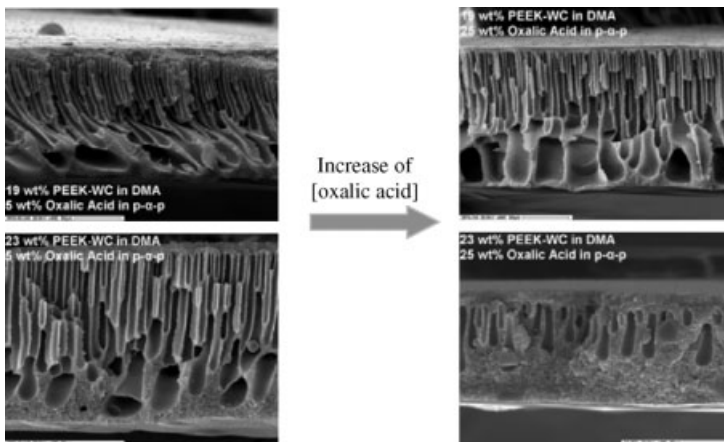 19 wt% PEEK-WC in DMA
5 wt% Oxalic Acid in p-α-p
Increase of
[oxalic acid]
19 wt% PEEK-WC in DMA
25 wt% Oxalic Acid in p-α-p
23 wt% PEEK-WC in DMA
5 wt% Oxalic Acid in p-α-p
23 wt% PEEK-WC in DMA
25 wt% Oxalic Acid in p-α-p